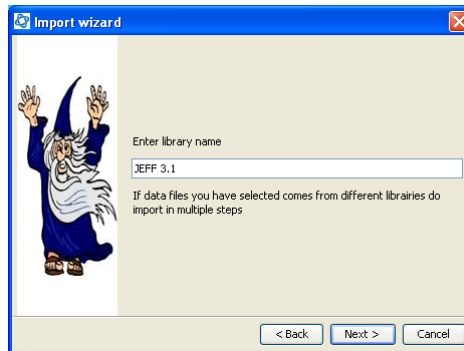 Import wizard
Enter library name
JEFF 3.1
If data files you have selected comes from different librairies do
import in multiple steps
< Back
Next >
Cancel